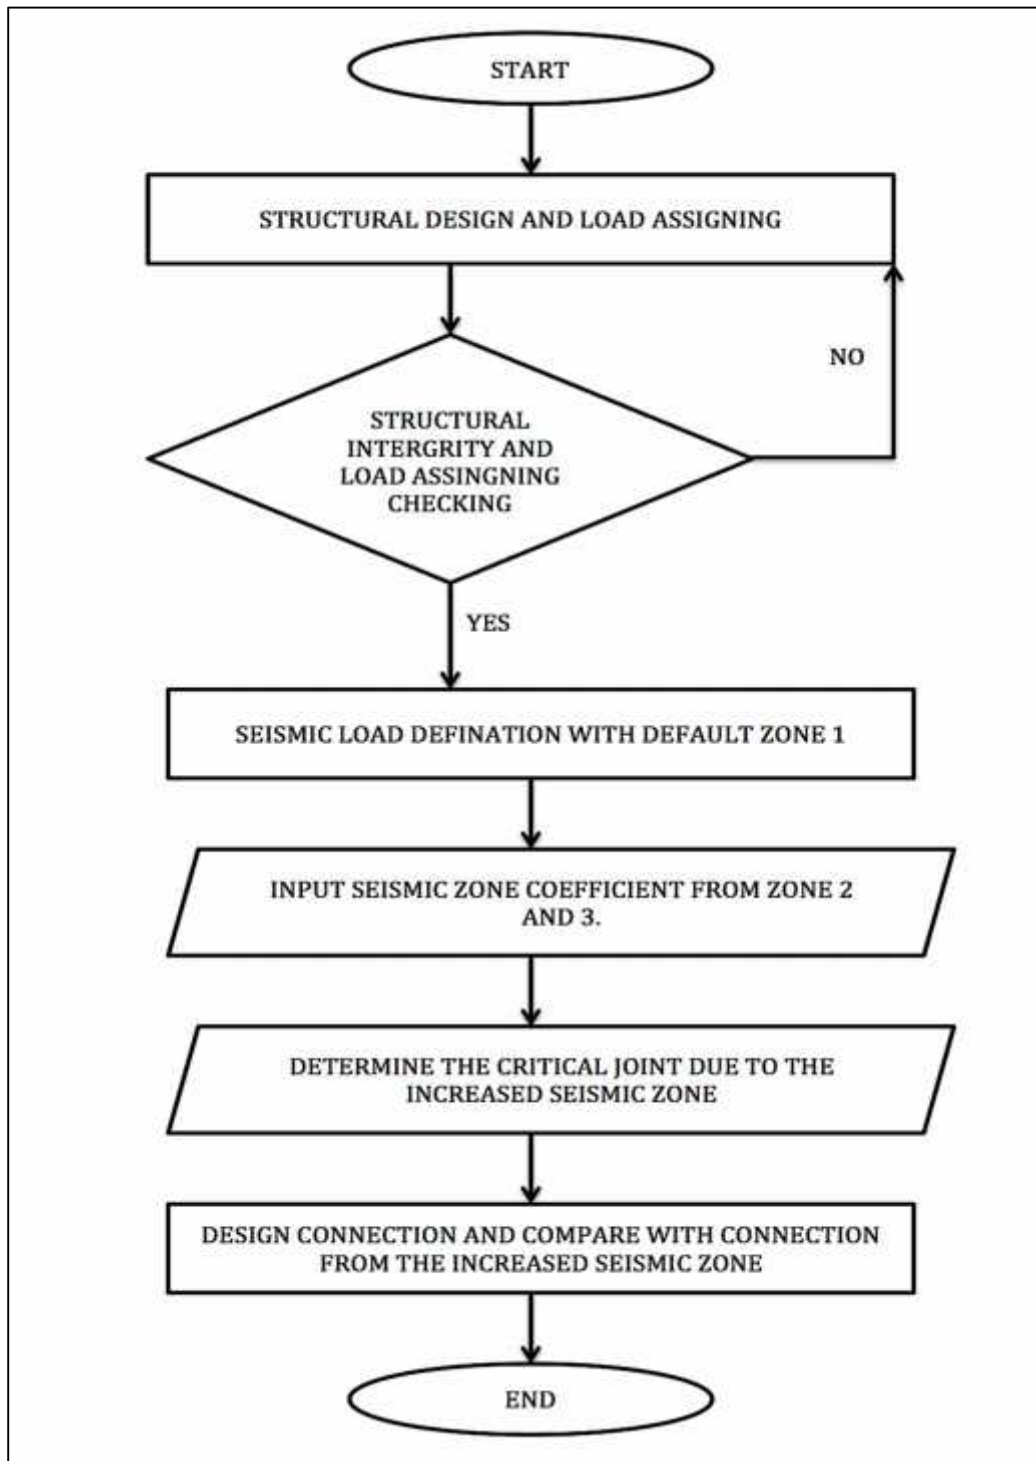 START
STRUCTURAL DESIGN AND LOAD ASSIGNING
NO
STRUCTURAL
INTERGRITY AND
LOAD ASSINGNING
CHECKING
YES
SEISMIC LOAD DEFINATION WITH DEFAULT ZONE 1
INPUT SEISMIC ZONE COEFFICIENT FROM ZONE 2
AND 3.
DETERMINE THE CRITICAL JOINT DUE TO THE
INCREASED SEISMIC ZONE
DESIGN CONNECTION AND COMPARE WITH CONNECTION
FROM THE INCREASED SEISMIC ZONE
END